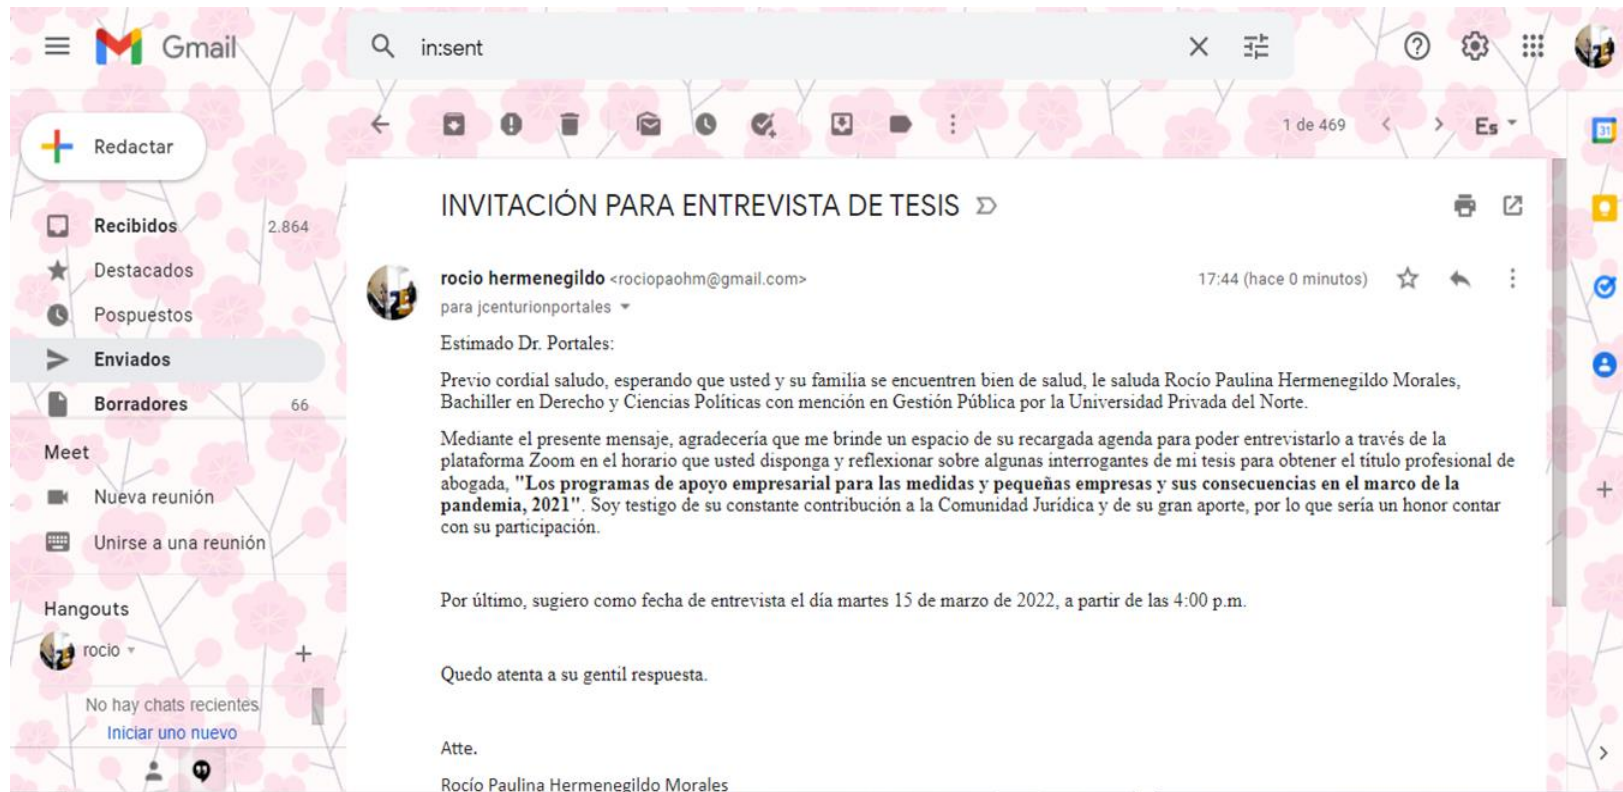 Gmail
in:sent
Redactar
1 de 469
Es
31
INVITACIÓN PARA ENTREVISTA DE TESIS
Recibidos 2.864
Destacados
Pospuestos
Enviados
Borradores 66
Meet
Nueva reunión
Unirse a una reunión
Hangouts
rocio
No hay chats recientes
Iniciar uno nuevo
rocio hermenegildo <rociopaohm@gmail.com> 17:44 (hace 0 minutos)
para jcenturionportales
Estimado Dr. Portales:
Previo cordial saludo, esperando que usted y su familia se encuentren bien de salud, le saluda Rocío Paulina Hermenegildo Morales,
Bachiller en Derecho y Ciencias Políticas con mención en Gestión Pública por la Universidad Privada del Norte.
Mediante el presente mensaje, agradecería que me brinde un espacio de su recargada agenda para poder entrevistarlo a través de la
plataforma Zoom en el horario que usted disponga y reflexionar sobre algunas interrogantes de mi tesis para obtener el título profesional de
abogada, "Los programas de apoyo empresarial para las medidas y pequeñas empresas y sus consecuencias en el marco de la
pandemia, 2021". Soy testigo de su constante contribución a la Comunidad Jurídica y de su gran aporte, por lo que sería un honor contar
con su participación.
Por último, sugiero como fecha de entrevista el día martes 15 de marzo de 2022, a partir de las 4:00 p.m.
Quedo atenta a su gentil respuesta.
Atte.
Rocío Paulina Hermenegildo Morales